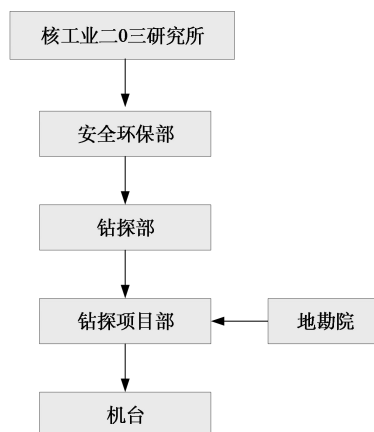 核工业二0三研究所
安全环保部
钻探部
钻探项目部
地勘院
机台